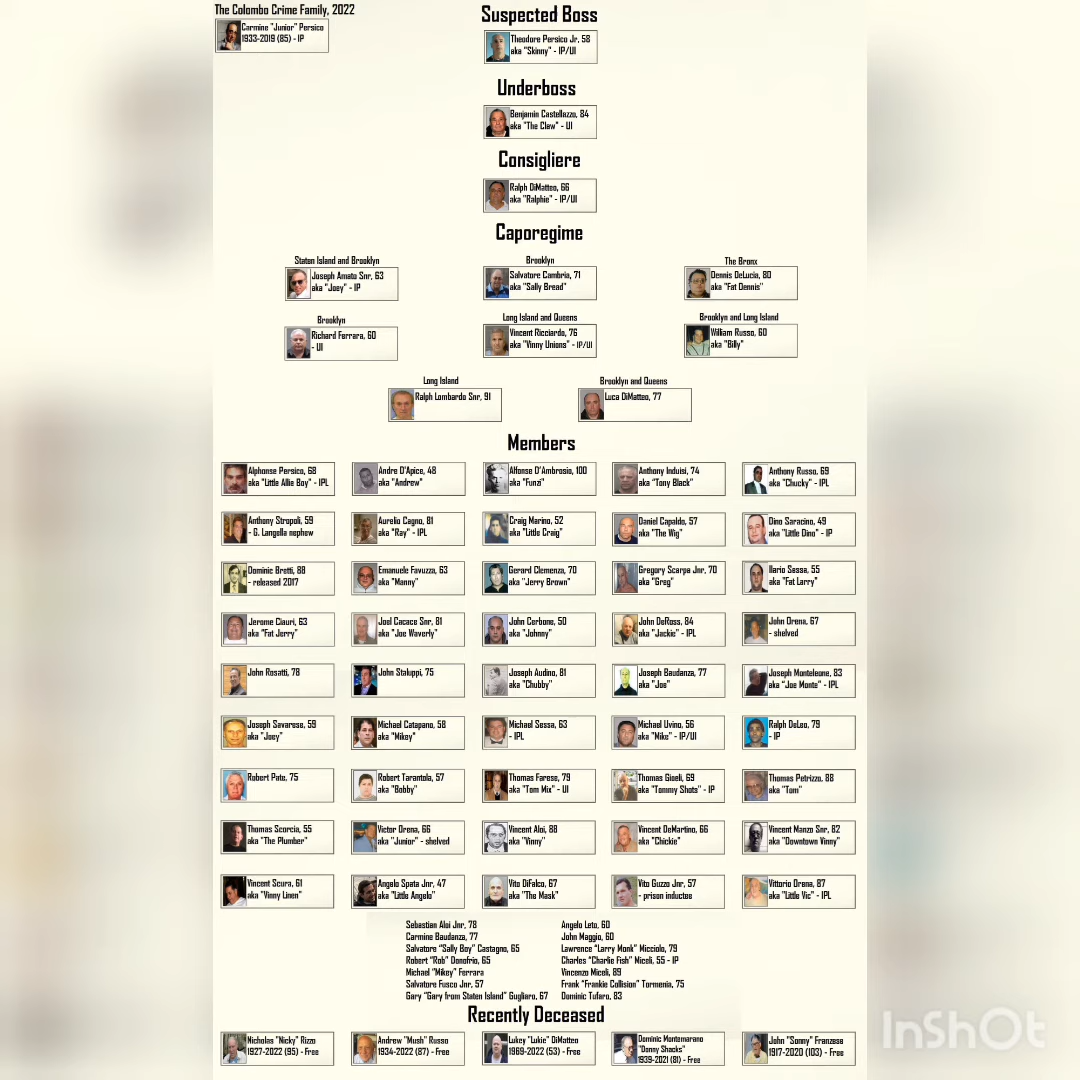 The Colombo Crime Family, 2022
Carmine "Junior" Persico
1933-2019 (85) - IP
Suspected Boss
Theodore Persico Jr, 58
aka "Skinny" - IP/UI
Underboss
Benjamin Castellazzo, 84
aka "The Claw" - UI
Consigliere
Ralph DiMatteo, 66
aka "Ralphie" - IP/UI
Caporegime
Staten Island and Brooklyn
Joseph Amato Snr, 63
aka "Joey" - IP
Brooklyn
Salvatore Cambria, 71
aka "Sally Bread"
The Bronx
Dennis DeLucia, 80
aka "Fat Dennis"
Brooklyn
Richard Ferrara, 60
- UI
Long Island and Queens
Vincent Ricciardo, 76
aka "Vinny Unions" - IP/UI
Brooklyn and Long Island
William Russo, 60
aka "Billy"
Long Island
Ralph Lombardo Snr, 91
Brooklyn and Queens
Luca DiMatteo, 77
Members
Alphonse Persico, 68
aka "Little Allie Boy" - IPL
Andre D'Apice, 48
aka "Andrew"
Alfonse D'Ambrosio, 100
aka "Funzi"
Anthony Induisi, 74
aka "Tony Black"
Anthony Russo, 69
aka "Chucky" - IPL
Anthony Stropoli, 59
- G. Langella nephew
Aurelio Cagno, 81
aka "Ray" - IPL
Craig Marino, 52
aka "Little Craig"
Daniel Capaldo, 57
aka "The Wig"
Dino Saracino, 49
aka "Little Dino" - IP
Dominic Bretti, 88
- released 2017
Emanuele Favuzza, 63
aka "Manny"
Gerard Clemenza, 70
aka "Jerry Brown"
Gregory Scarpa Jnr, 70
aka "Greg"
Ilario Sessa, 55
aka "Fat Larry"
Jerome Ciauri, 63
aka "Fat Jerry"
Joel Cacace Snr, 81
aka "Joe Waverly"
John Cerbone, 50
aka "Johnny"
John DeRoss, 84
aka "Jackie" - IPL
John Orena, 67
- shelved
John Rosatti, 78
John Staluppi, 75
Joseph Audino, 81
aka "Chubby"
Joseph Baudanza, 77
aka "Joe"
Joseph Monteleone, 83
aka "Joe Monte" - IPL
Joseph Savarese, 59
aka "Joey"
Michael Catapano, 58
aka "Mikey"
Michael Sessa, 63
- IPL
Michael Uvino, 56
aka "Mike" - IP/UI
Ralph DeLeo, 79
- IP
Robert Pate, 75
Robert Tarantola, 57
aka "Bobby"
Thomas Farese, 79
aka "Tom Mix" - UI
Thomas Gioeli, 69
aka "Tommy Shots" - IP
Thomas Petrizzo, 88
aka "Tom"
Thomas Scorcia, 55
aka "The Plumber"
Victor Orena, 66
aka "Junior" - shelved
Vincent Aloi, 88
aka "Vinny"
Vincent DeMartino, 66
aka "Chickie"
Vincent Manzo Snr, 82
aka "Downtown Vinny"
Vincent Scura, 61
aka "Vinny Linen"
Angelo Spata Jnr, 47
aka "Little Angelo"
Vito DiFalco, 67
aka "The Mask"
Vito Guzzo Jnr, 57
- prison inductee
Vittorio Orena, 87
aka "Little Vic" - IPL
Sebastian Aloi Jnr, 78
Carmine Baudanza, 77
Salvatore "Sally Boy" Castagno, 65
Robert "Rob" Donofrio, 65
Michael "Mikey" Ferrara
Salvatore Fusco Jnr, 57
Gary "Gary from Staten Island" Gugliaro, 67
Angelo Leto, 60
John Maggio, 60
Lawrence "Larry Monk" Micciolo, 79
Charles "Charlie Fish" Niceli, 55 - IP
Vincenzo Miceli, 89
Frank "Frankie Collision" Tormenia, 75
Dominic Tufaro, 83
Recently Deceased
Nicholas "Nicky" Rizzo
1927-2022 (95) - Free
Andrew "Mush" Russo
1934-2022 (87) - Free
Lukey "Lukie" DiMatteo
1969-2022 (53) - Free
Dominic Montemarano
"Donny Shacks"
1939-2021 (81) - Free
John "Sonny" Franzese
1917-2020 (103) - Free
InShOt